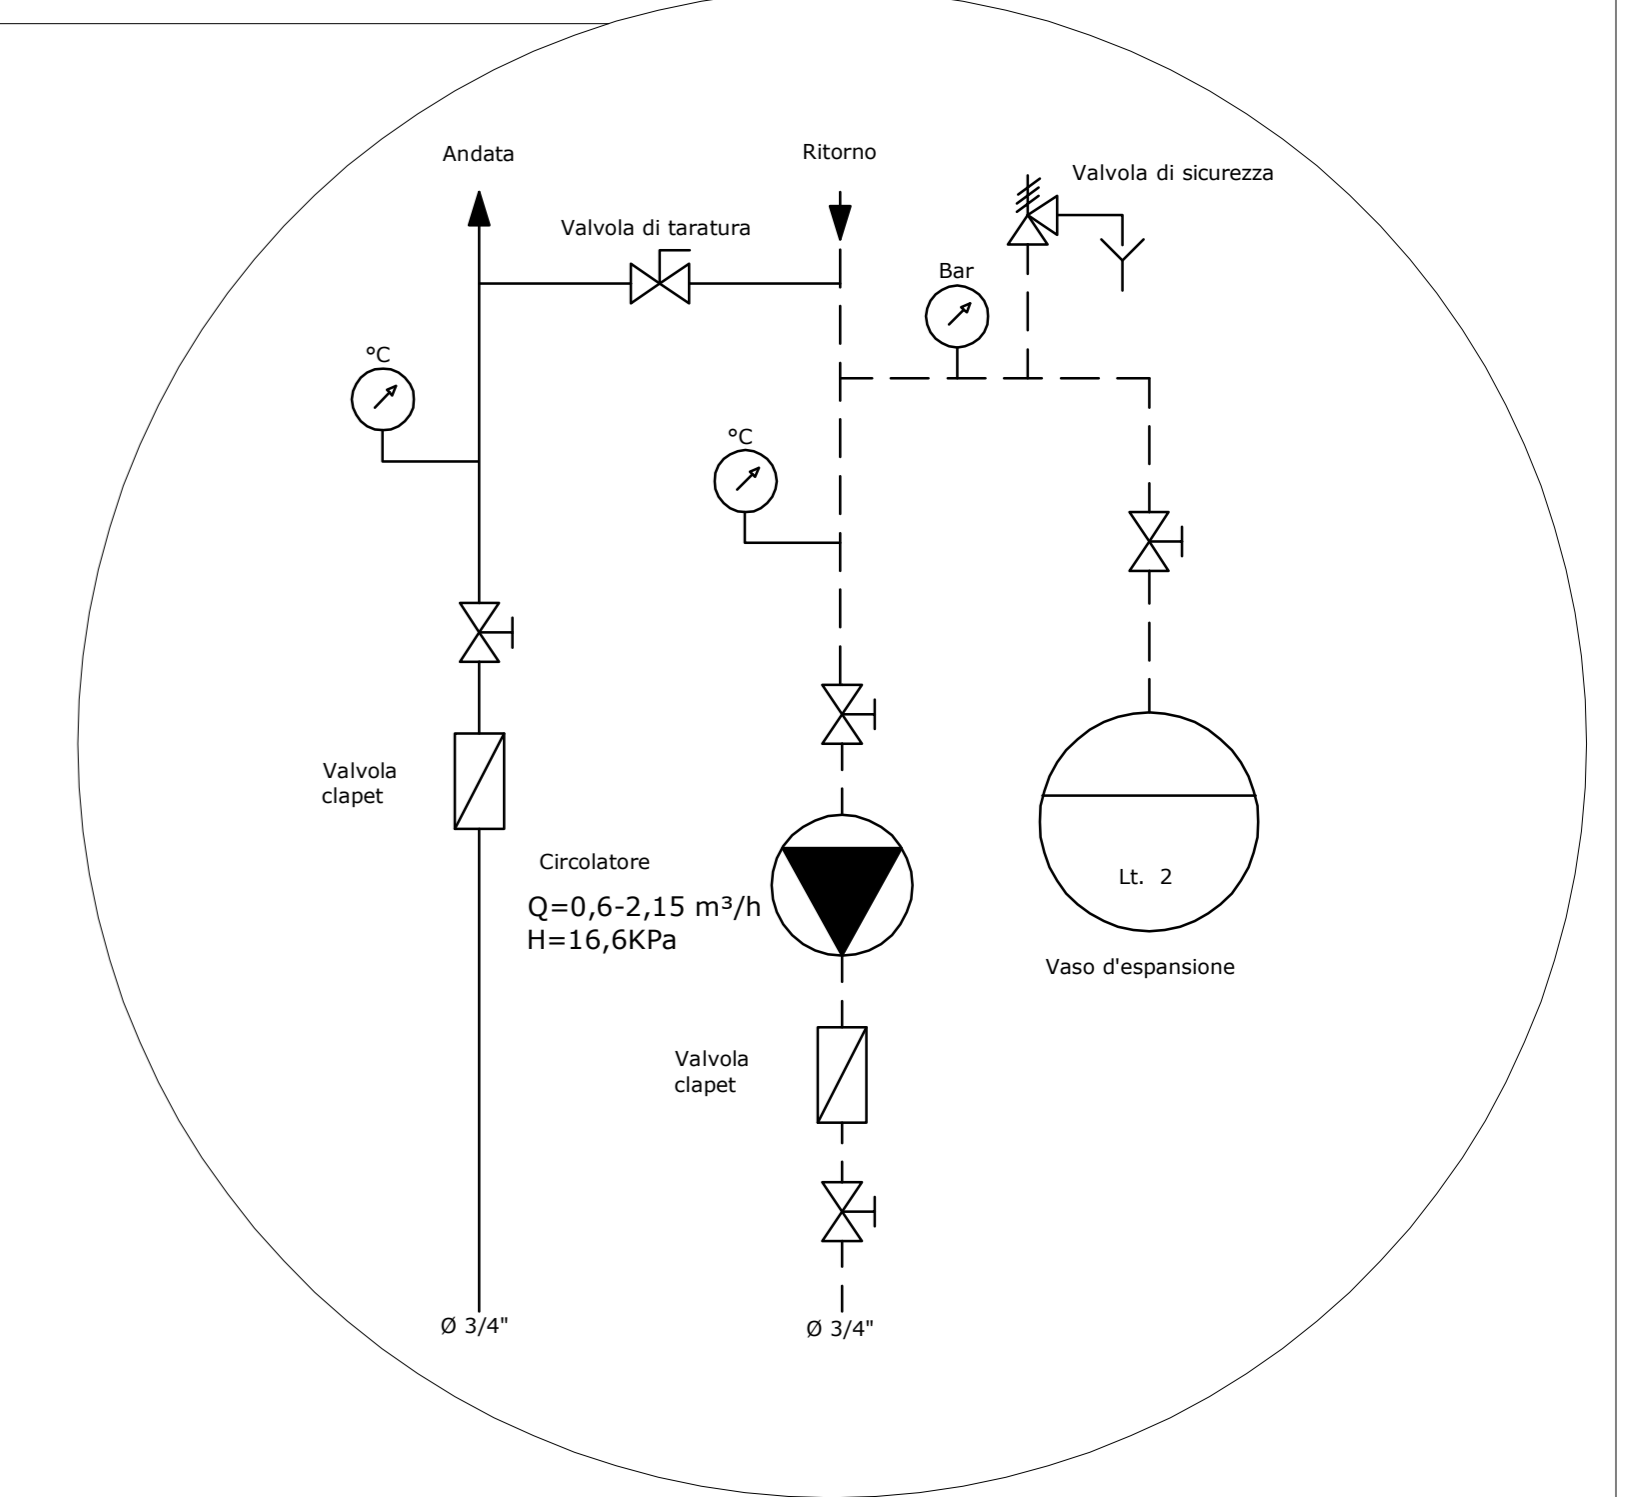 Andata
Ritorno
Valvola di sicurezza
Valvola di taratura
Bar
°C
°C
Valvola
clapet
Circolatore
Q=0,6-2,15 m³/h
H=16,6KPa
Lt. 2
Vaso d'espansione
Valvola
clapet
Ø 3/4"
Ø 3/4"